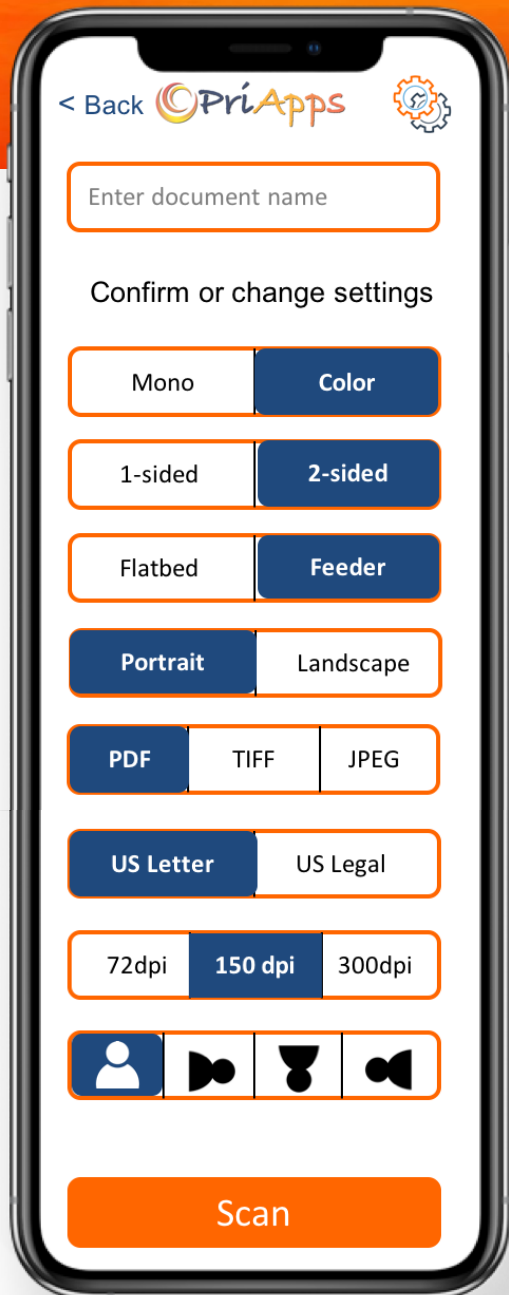 < Back PriApps
Enter document name
Confirm or change settings
Mono Color
1-sided 2-sided
Flatbed Feeder
Portrait Landscape
PDF TIFF JPEG
US Letter US Legal
72dpi 150 dpi 300dpi
Scan